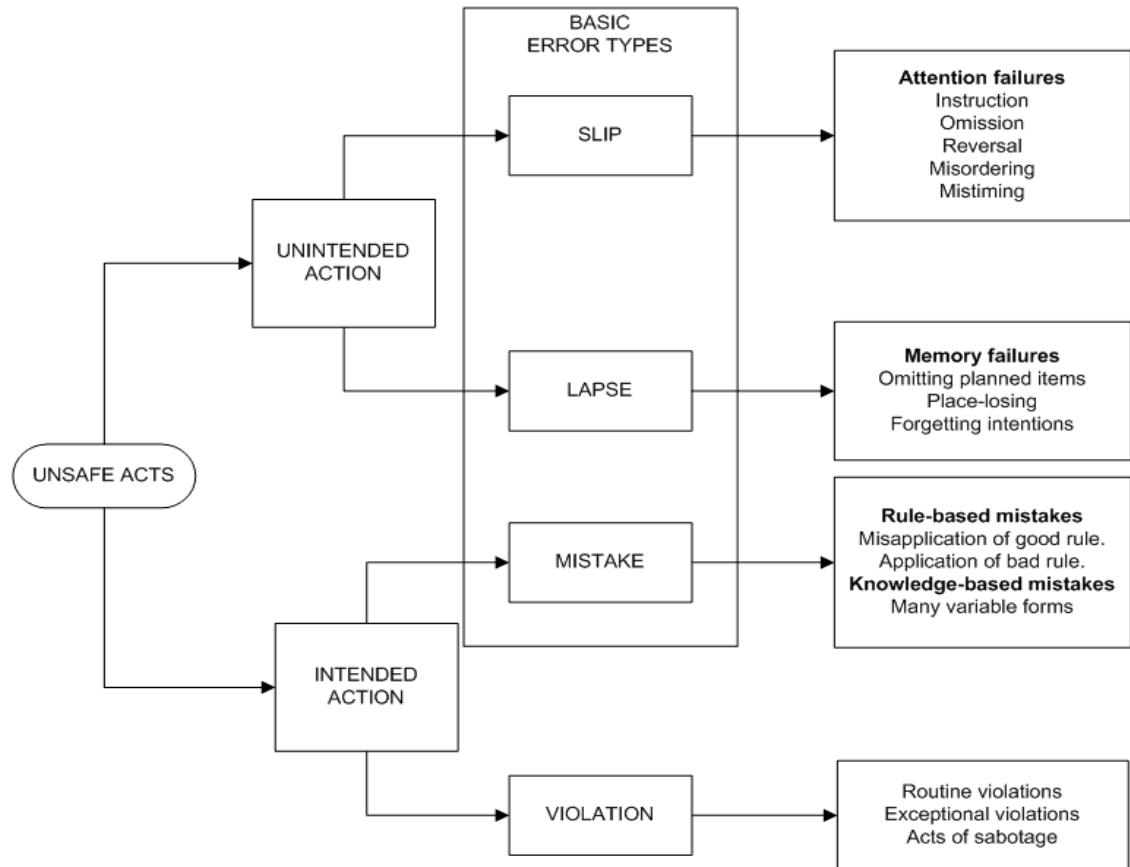 BASIC
ERROR TYPES
Attention failures
Instruction
Omission
Reversal
Misordering
Mistiming
SLIP
UNINTENDED
ACTION
Memory failures
Omitting planned items
Place-losing
Forgetting intentions
LAPSE
UNSAFE ACTS
Rule-based mistakes
Misapplication of good rule.
Application of bad rule.
Knowledge-based mistakes
Many variable forms
MISTAKE
INTENDED
ACTION
VIOLATION
Routine violations
Exceptional violations
Acts of sabotage